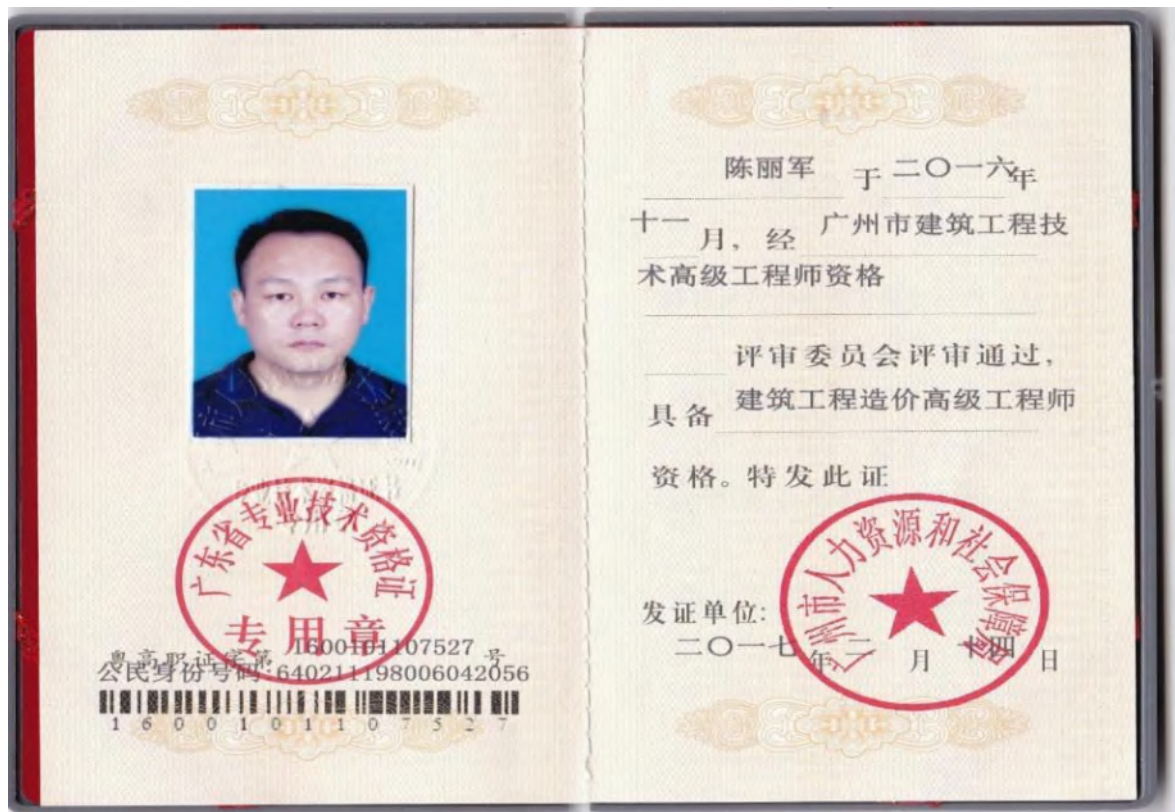 广东省专业技术资格证
专用章
粤高职证字第 1600101107527 号
公民身份号码:640211198006042056
1600101107527
陈丽军 于 二〇一六年
十一月，经 广州市建筑工程技
术高级工程师资格
评审委员会评审通过,
具备 建筑工程造价高级工程师
资格。特发此证
广州市人力资源和社会保障局
发证单位:
二〇一七年 二 月 十四 日